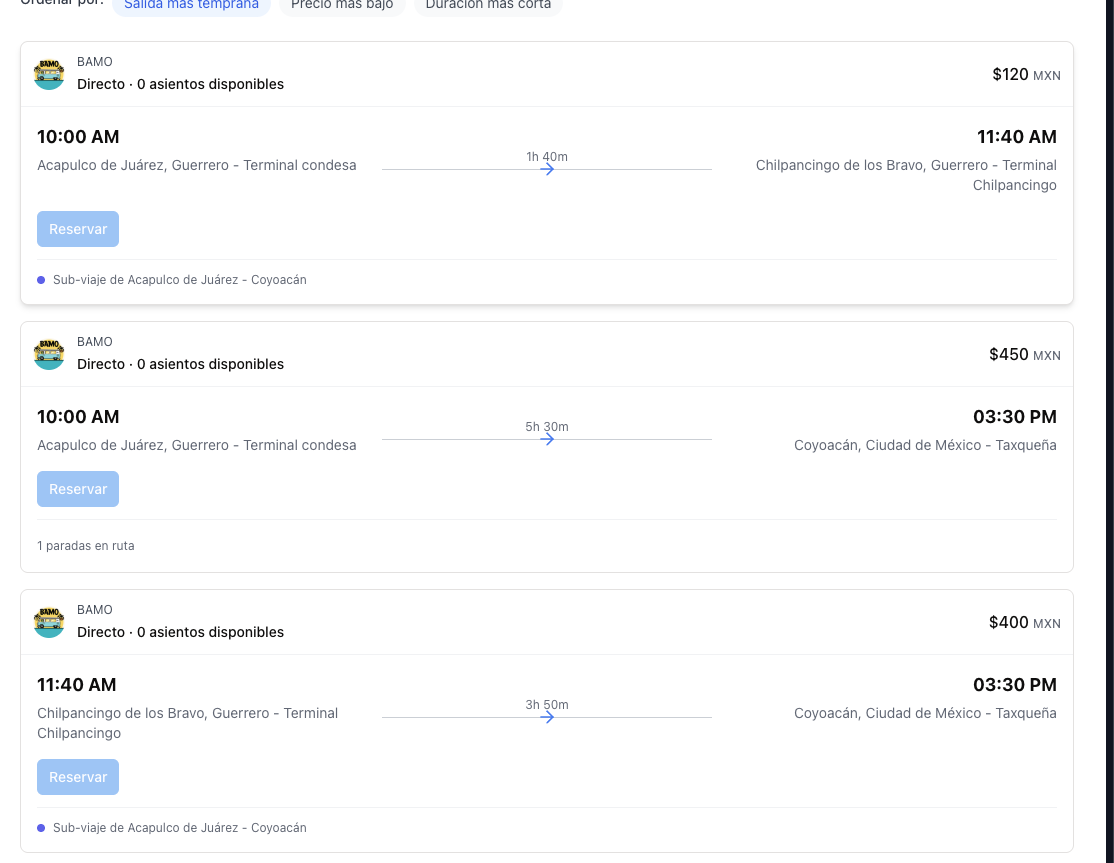 Ordenar por: Salida más temprana Precio más bajo Duración más corta
BAMO
BAMO
Directo · 0 asientos disponibles
$120 MXN
10:00 AM
Acapulco de Juárez, Guerrero - Terminal condesa
1h 40m
11:40 AM
Chilpancingo de los Bravo, Guerrero - Terminal
Chilpancingo
Reservar
Sub-viaje de Acapulco de Juárez - Coyoacán
BAMO
BAMO
Directo · 0 asientos disponibles
$450 MXN
10:00 AM
Acapulco de Juárez, Guerrero - Terminal condesa
5h 30m
03:30 PM
Coyoacán, Ciudad de México - Taxqueña
Reservar
1 paradas en ruta
BAMO
BAMO
Directo · 0 asientos disponibles
$400 MXN
11:40 AM
Chilpancingo de los Bravo, Guerrero - Terminal
Chilpancingo
3h 50m
03:30 PM
Coyoacán, Ciudad de México - Taxqueña
Reservar
Sub-viaje de Acapulco de Juárez - Coyoacán